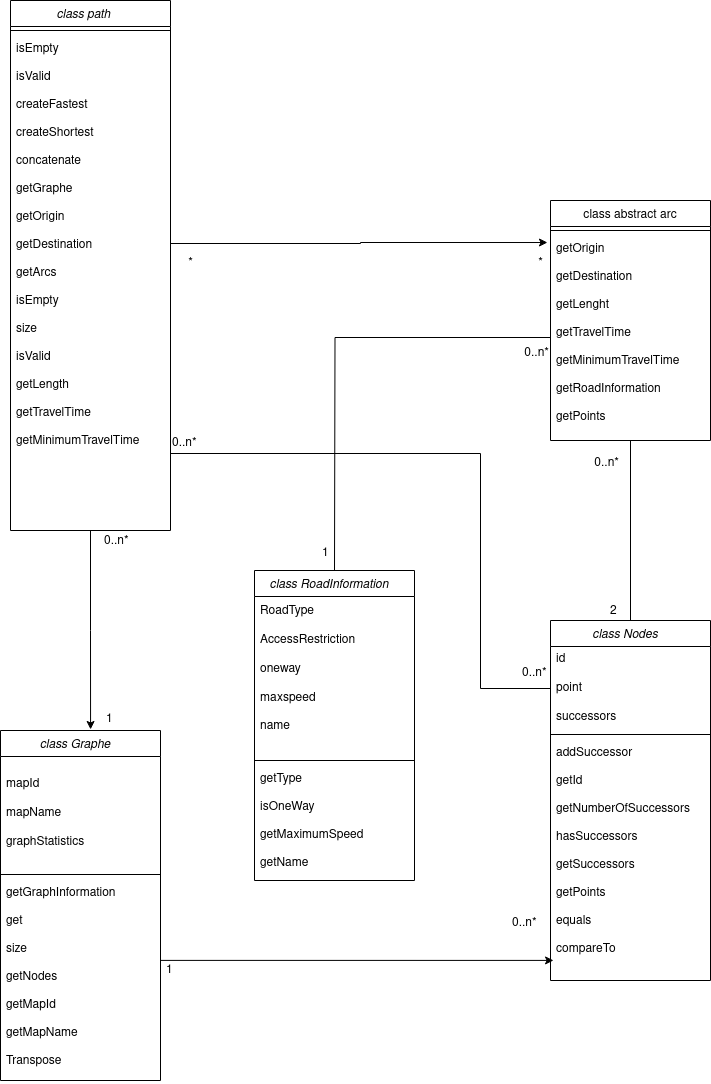 class path
isEmpty
isValid
createFastest
createShortest
concatenate
getGraphe
getOrigin
getDestination
getArcs
isEmpty
size
isValid
getLength
getTravelTime
getMinimumTravelTime
*
*
class abstract arc
getOrigin
getDestination
getLenght
getTravelTime
getMinimumTravelTime
getRoadInformation
getPoints
0..n*
0..n*
0..n*
0..n*
1
2
class RoadInformation
RoadType
AccessRestriction
oneway
maxspeed
name
getType
isOneWay
getMaximumSpeed
getName
class Nodes
id
point
successors
addSuccessor
getId
getNumberOfSuccessors
hasSuccessors
getSuccessors
getPoints
equals
compareTo
0..n*
0..n*
1
class Graphe
mapId
mapName
graphStatistics
getGraphInformation
get
size
getNodes
getMapId
getMapName
Transpose
1